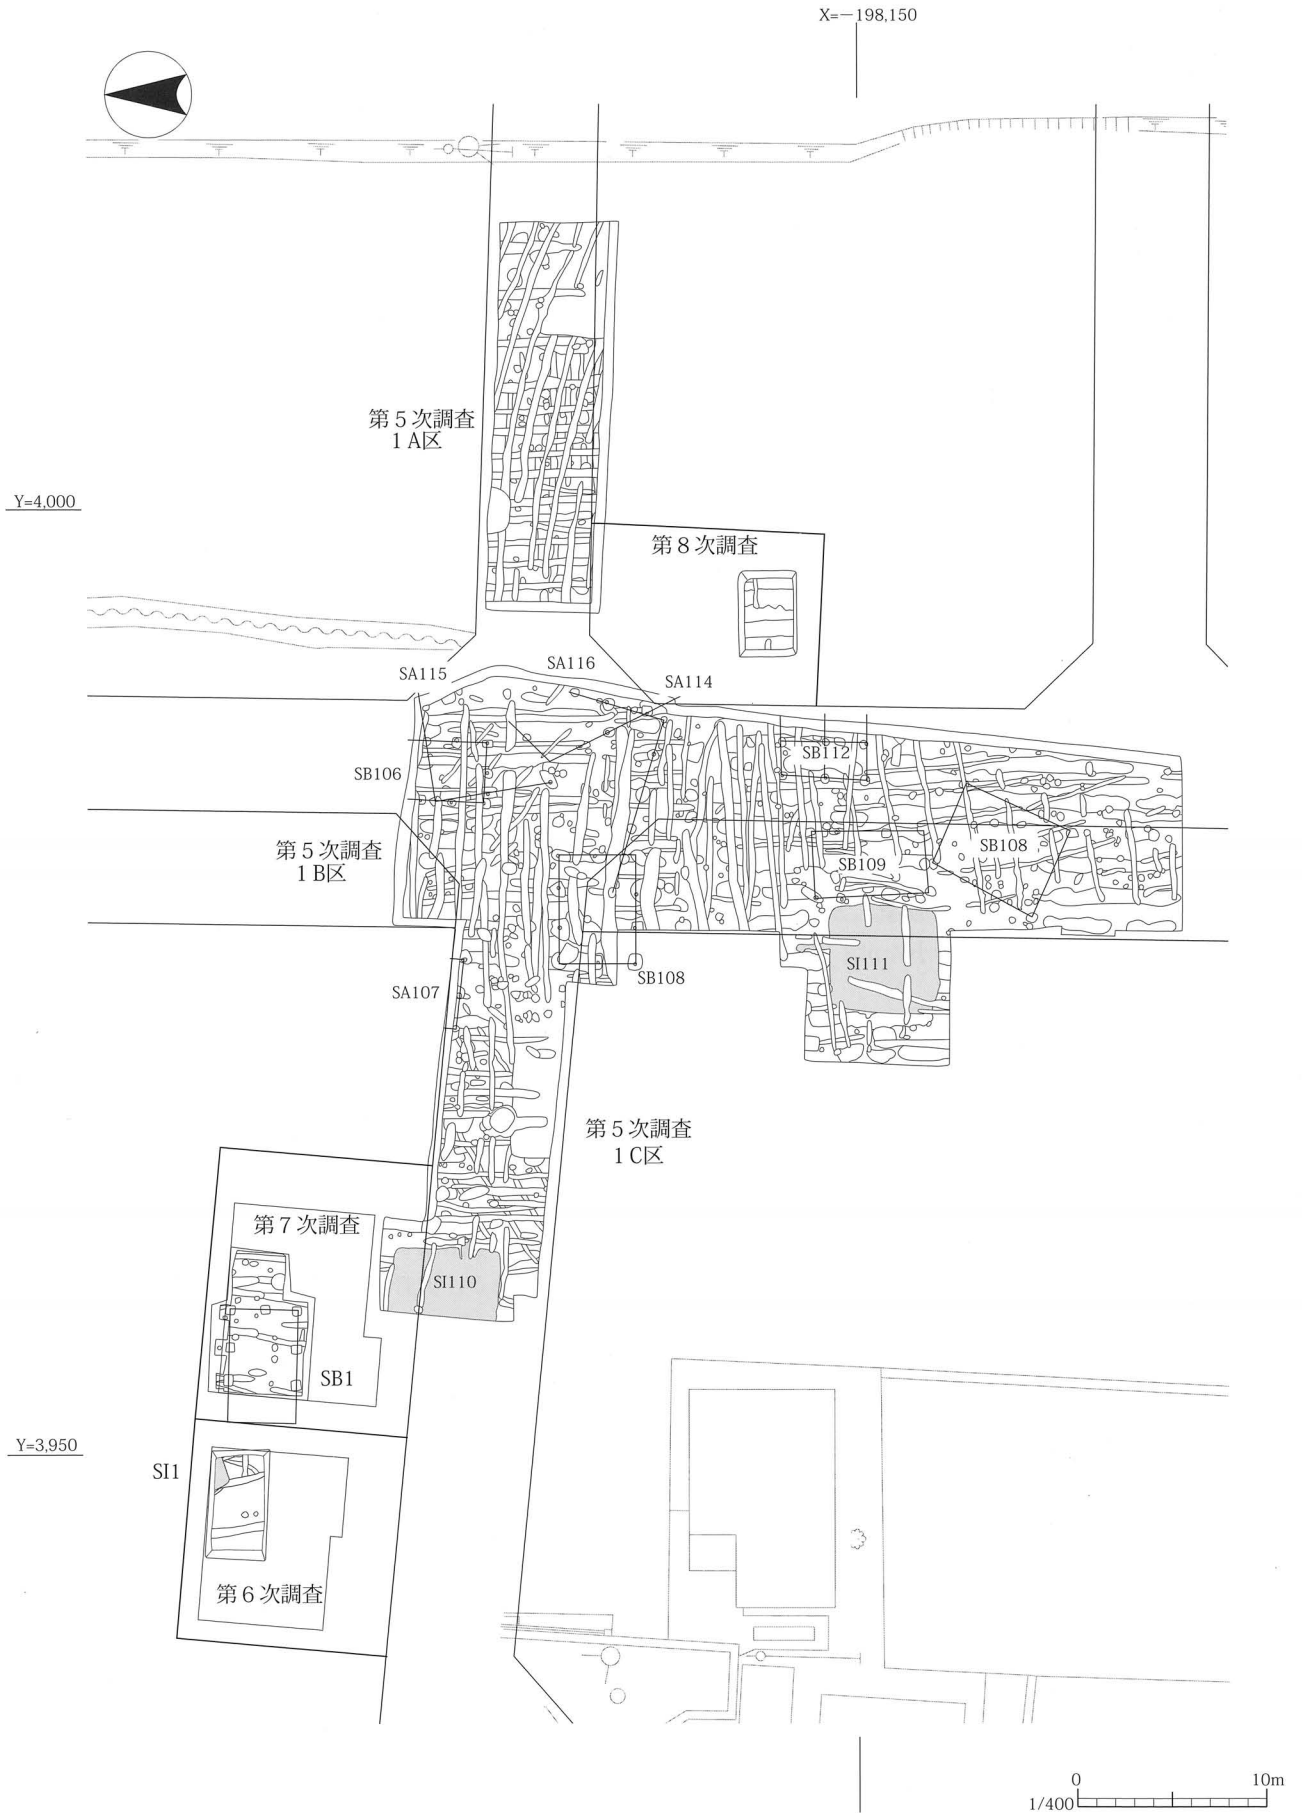 X=－198,150
第５次調査
１A区
Y=4,000
第８次調査
SA115
SA116
SA114
SB106
SB112
第５次調査
１B区
SB109
SB108
SI111
SA107
SB108
第５次調査
１C区
第７次調査
SI110
SB1
Y=3,950
SI1
第６次調査
0
10m
1/400